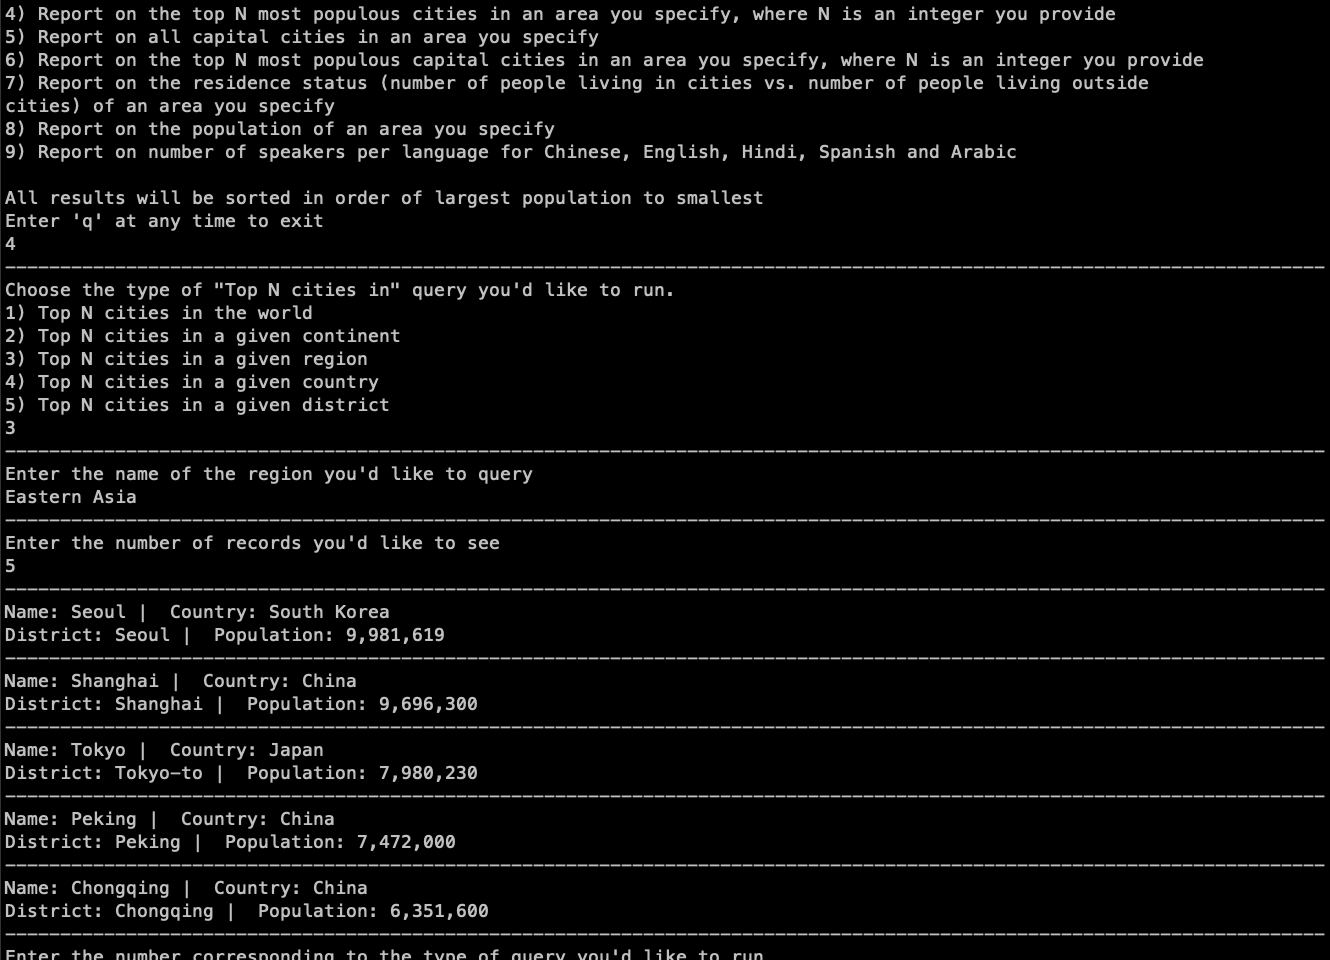 4) Report on the top N most populous cities in an area you specify, where N is an integer you provide
5) Report on all capital cities in an area you specify
6) Report on the top N most populous capital cities in an area you specify, where N is an integer you provide
7) Report on the residence status (number of people living in cities vs. number of people living outside
cities) of an area you specify
8) Report on the population of an area you specify
9) Report on number of speakers per language for Chinese, English, Hindi, Spanish and Arabic
All results will be sorted in order of largest population to smallest
Enter 'q' at any time to exit
4
Choose the type of "Top N cities in" query you'd like to run.
1) Top N cities in the world
2) Top N cities in a given continent
3) Top N cities in a given region
4) Top N cities in a given country
5) Top N cities in a given district
3
Enter the name of the region you'd like to query
Eastern Asia
Enter the number of records you'd like to see
5
Name: Seoul |  Country: South Korea
District: Seoul |  Population: 9,981,619
Name: Shanghai |  Country: China
District: Shanghai |  Population: 9,696,300
Name: Tokyo |  Country: Japan
District: Tokyo-to |  Population: 7,980,230
Name: Peking |  Country: China
District: Peking |  Population: 7,472,000
Name: Chongqing |  Country: China
District: Chongqing |  Population: 6,351,600
Enter the number corresponding to the type of query you'd like to run